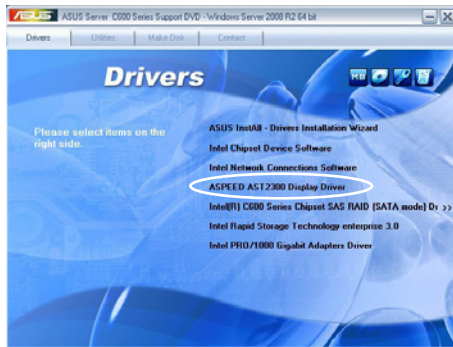 ASUS ASUS Server C600 Series Support DVD - Windows Server 2008 R2 64 bit
Drivers Utilities Make Disk Contact
Drivers
MB
Please select items on the
right side.
ASUS InstAll - Drivers Installation Wizard
Intel Chipset Device Software
Intel Network Connections Software
ASPEED AST2300 Display Driver
Intel(R) C600 Series Chipset SAS RAID (SATA mode) Dr >>
Intel Rapid Storage Technology enterprise 3.0
Intel PRO/1000 Gigabit Adapters Driver